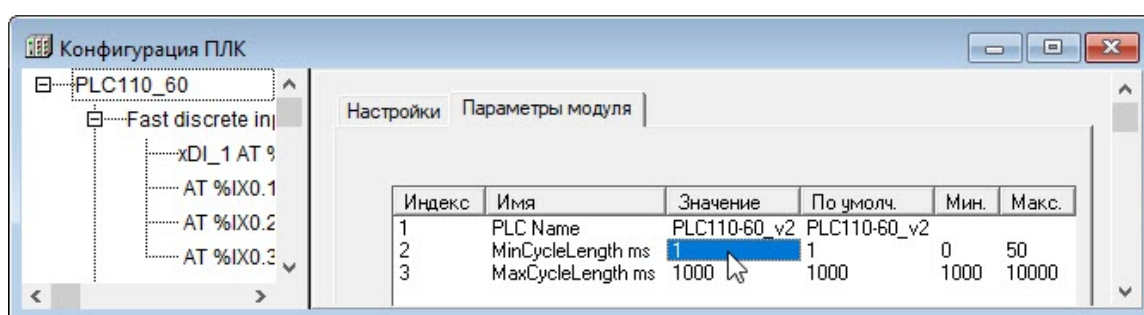 Конфигурация ПЛК
PLC110_60
Fast discrete in
xDI_1 AT %
AT %IX0.1
AT %IX0.2
AT %IX0.3
Настройки Параметры модуля
Индекс Имя Значение По умолч. Мин. Макс.
1 PLC Name PLC110-60_v2 PLC110-60_v2
2 MinCycleLength ms 1 1 0 50
3 MaxCycleLength ms 1000 1000 1000 10000